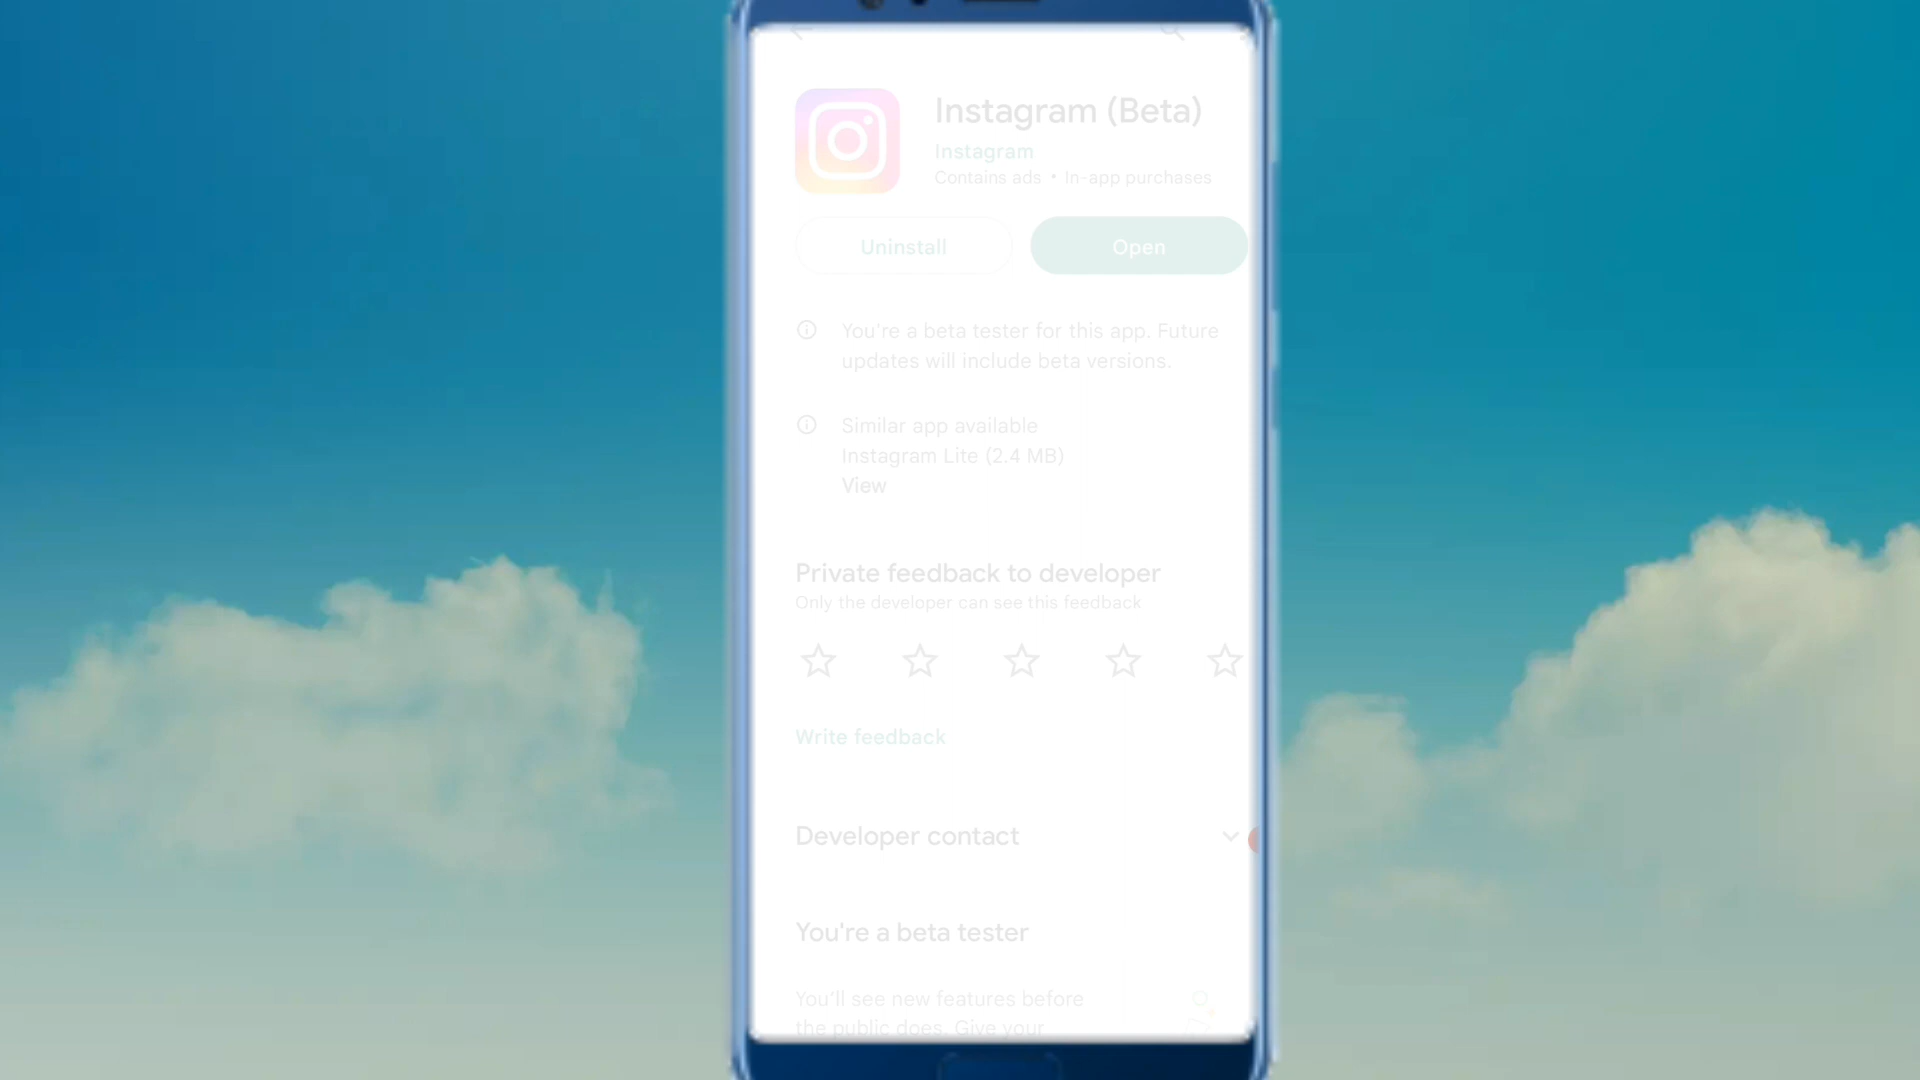 Instagram (Beta)
Instagram
Contains ads • In-app purchases
Uninstall
Open
You're a beta tester for this app. Future
updates will include beta versions.
Similar app available
Instagram Lite (2.4 MB)
View
Private feedback to developer
Only the developer can see this feedback
Write feedback
Developer contact
You're a beta tester
You'll see new features before
the public does. Give your